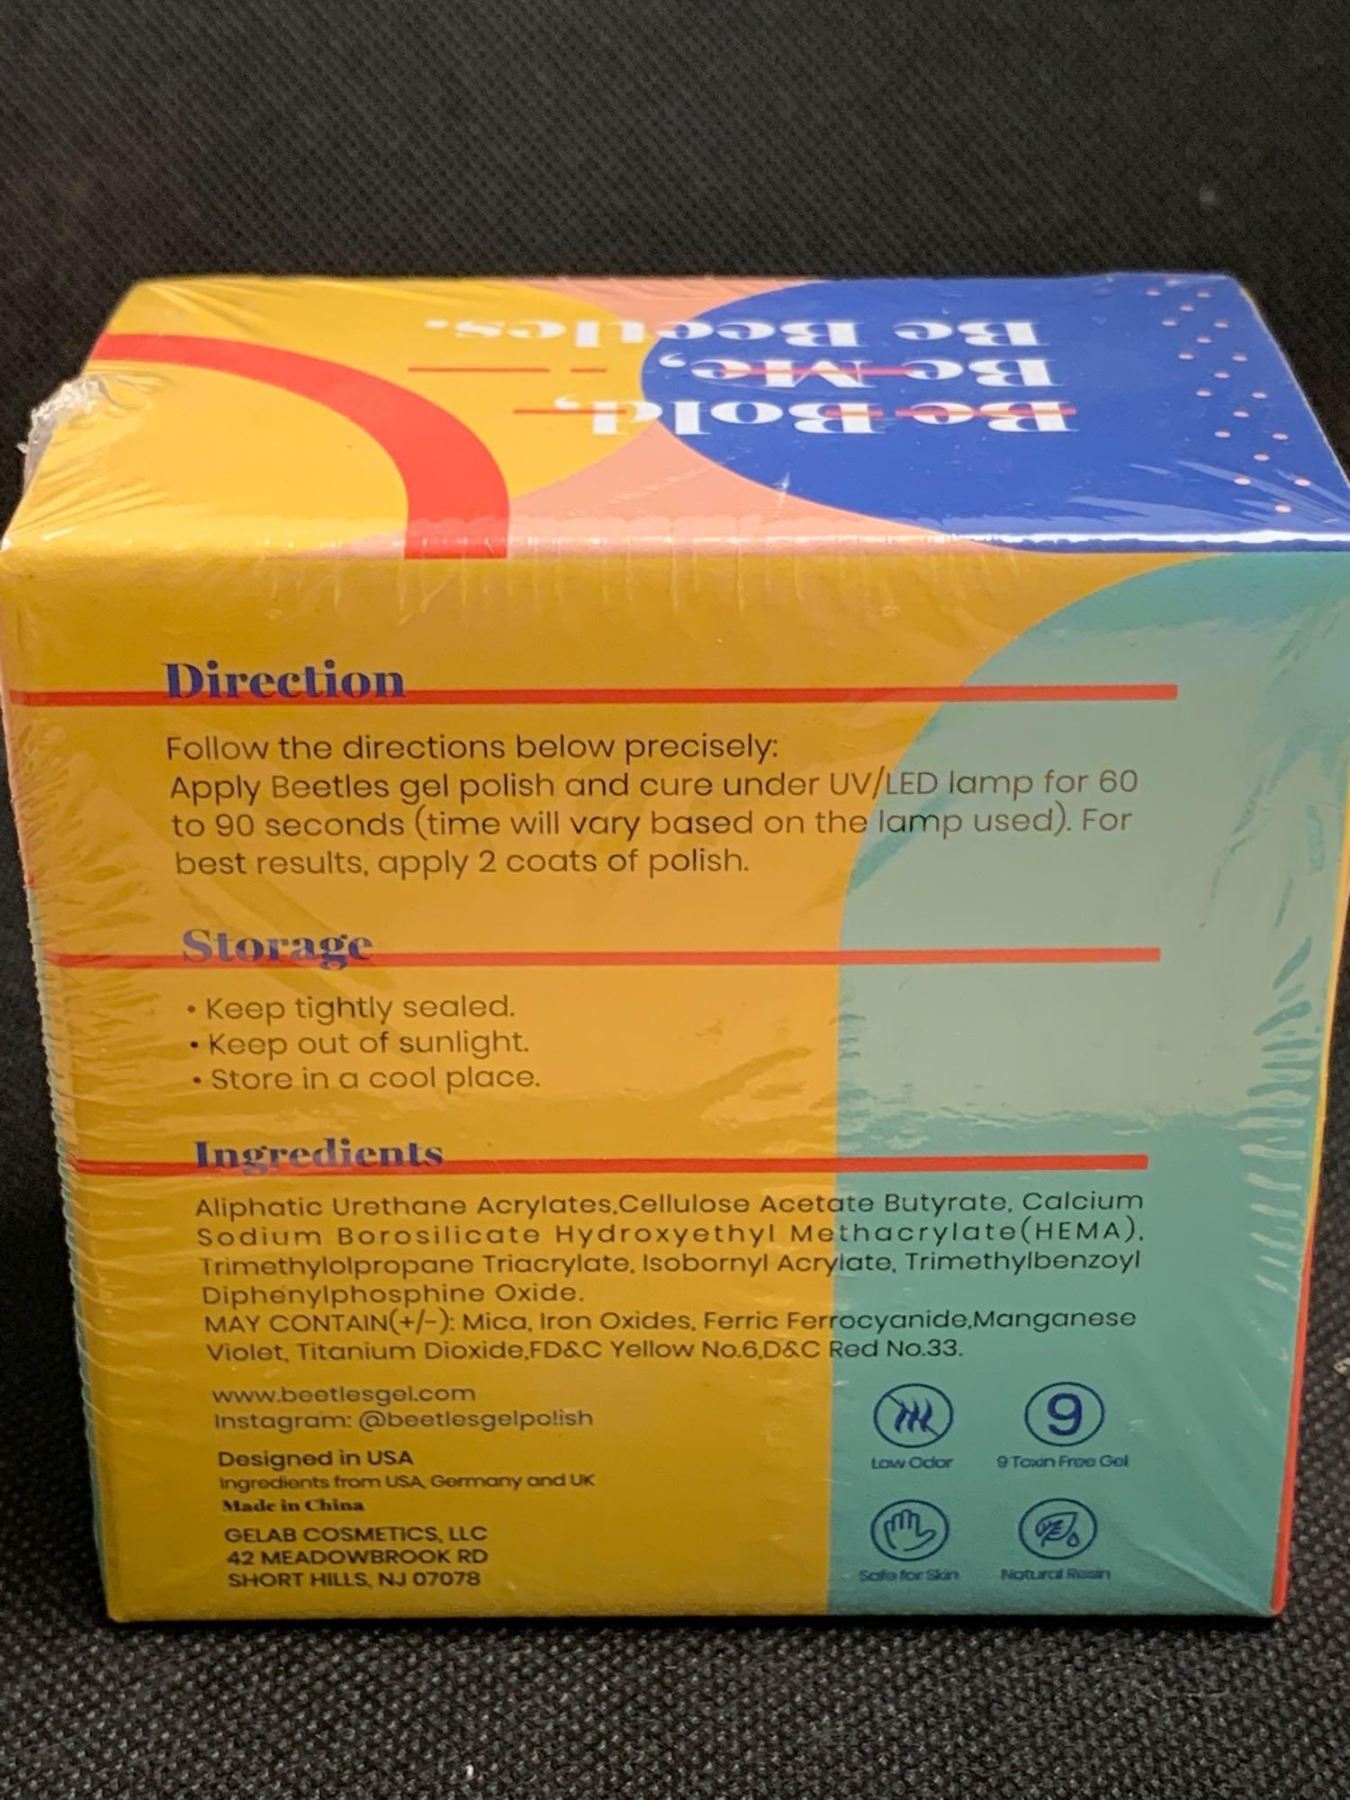 Be Bold,
Be Me,
Be Beetles.
Direction
Follow the directions below precisely:
Apply Beetles gel polish and cure under UV/LED lamp for 60
to 90 seconds (time will vary based on the lamp used). For
best results, apply 2 coats of polish.
Storage
• Keep tightly sealed.
• Keep out of sunlight.
• Store in a cool place.
Ingredients
Aliphatic Urethane Acrylates,Cellulose Acetate Butyrate, Calcium
Sodium Borosilicate Hydroxyethyl Methacrylate(HEMA),
Trimethylolpropane Triacrylate, Isobornyl Acrylate, Trimethylbenzoyl
Diphenylphosphine Oxide.
MAY CONTAIN(+/-): Mica, Iron Oxides, Ferric Ferrocyanide,Manganese
Violet, Titanium Dioxide,FD&C Yellow No.6,D&C Red No.33.
www.beetlesgel.com
Instagram: @beetlesgelpolish
Designed in USA
Ingredients from USA, Germany and UK
Made in China
GELAB COSMETICS, LLC
42 MEADOWBROOK RD
SHORT HILLS, NJ 07078
Low Odor
9
9 Toxin Free Gel
Safe for Skin
Natural Resin